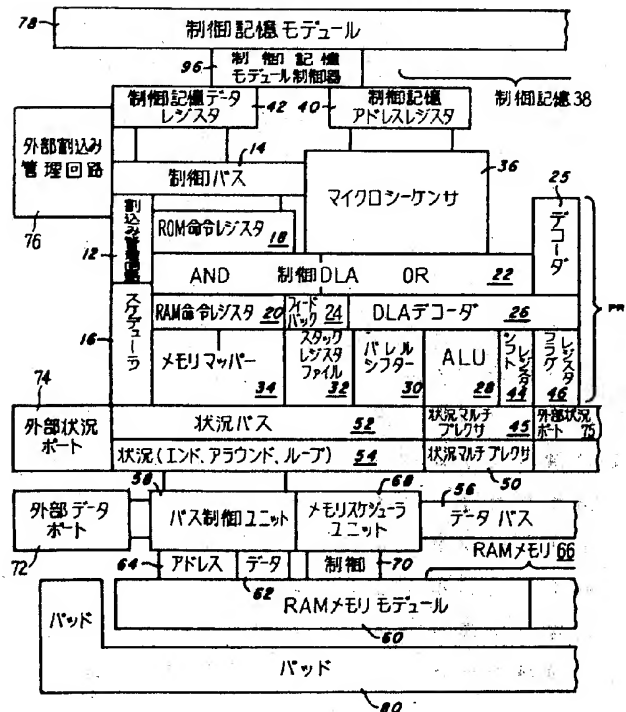 78
制御記憶モジュール
96
制御記憶
モジュール制御器
制御記憶データ
レジスタ
42
40
制御記憶
アドレスレジスタ
制御記憶 38
外部割込み
管理回路
76
14
制御バス
36
マイクロシーケンサ
25
デコーダ
12
ROM命令レジスタ 18
AND 制御DLA OR 22
16
スケデューラ
RAM命令レジスタ 20
フィード
バック 24
DLAデコーダ 26
PR
メモリマッパー
34
スタック
レジスタ
ファイル
32
バレル
シフター
30
ALU
28
シフト
レジスタ
44
フラグ
レジスタ
46
74
外部状況
ポート
状況バス 52
状況マルチ
プレクサ 45
外部状況
ポート 75
状況(エンド、アラウンド、ループ) 54
状況マルチプレクサ
50
58
68
56
外部データ
ポート
72
バス制御ユニット
メモリスケジューラ
ユニット
データバス
64
アドレス
データ
62
制御
70
RAMメモリ 66
RAMメモリモジュール
60
パッド
パッド
80